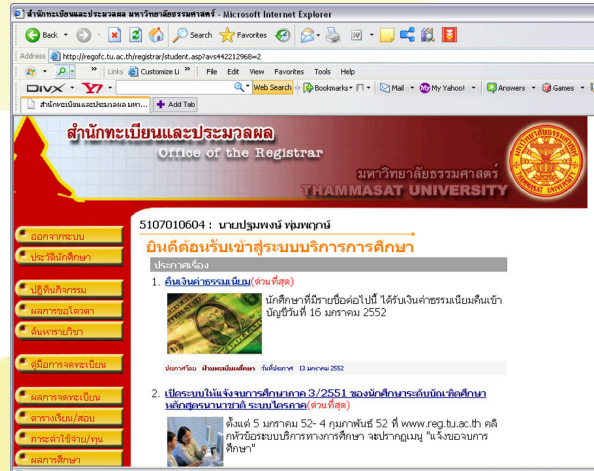 สำนักทะเบียนและประมวลผล มหาวิทยาลัยธรรมศาสตร์ - Microsoft Internet Explorer
Back Search Favorites
Address http://regofc.tu.ac.th/registrar/student.asp?avs442212968=2
Links Customize Li File Edit View Favorites Tools Help
DIVX Y7! Web Search Bookmarks Mail My Yahoo! Answers Games
สำนักทะเบียนและประมวลผล มหา... Add Tab
สำนักทะเบียนและประมวลผล
Office of the Registrar
มหาวิทยาลัยธรรมศาสตร์
THAMMASAT UNIVERSITY
5107010604 : นายปฐมพงษ์ พุ่มพฤกษ์
ยินดีต้อนรับเข้าสู่ระบบบริการการศึกษา
ออกจากระบบ
ประวัตินักศึกษา
ปฏิทินกิจกรรม
ผลการขอโควตา
ค้นหารายวิชา
คู่มือการจดทะเบียน
ผลการจดทะเบียน
ตารางเรียน/สอบ
ภาระค่าใช้จ่าย/ทุน
ผลการศึกษา
ประกาศเรื่อง
1. คืนเงินค่าธรรมเนียม(ด่วนที่สุด)
นักศึกษาที่มีรายชื่อต่อไปนี้ ได้รับเงินค่าธรรมเนียมคืนเข้า
บัญชีวันที่ 16 มกราคม 2552
ประกาศโดย ฝ่ายทะเบียนนักศึกษา วันที่ประกาศ 13 มกราคม 2552
2. เปิดระบบให้แจ้งจบการศึกษาภาค 3/2551 ของนักศึกษาระดับบัณฑิตศึกษา
หลักสูตรนานาชาติ ระบบไตรภาค(ด่วนที่สุด)
ตั้งแต่ 5 มกราคม 52- 4 กุมภาพันธ์ 52 ที่ www.reg.tu.ac.th คลิ
กหัวข้อระบบบริการทางการศึกษา จะปรากฏเมนู "แจ้งขอจบการ
ศึกษา"